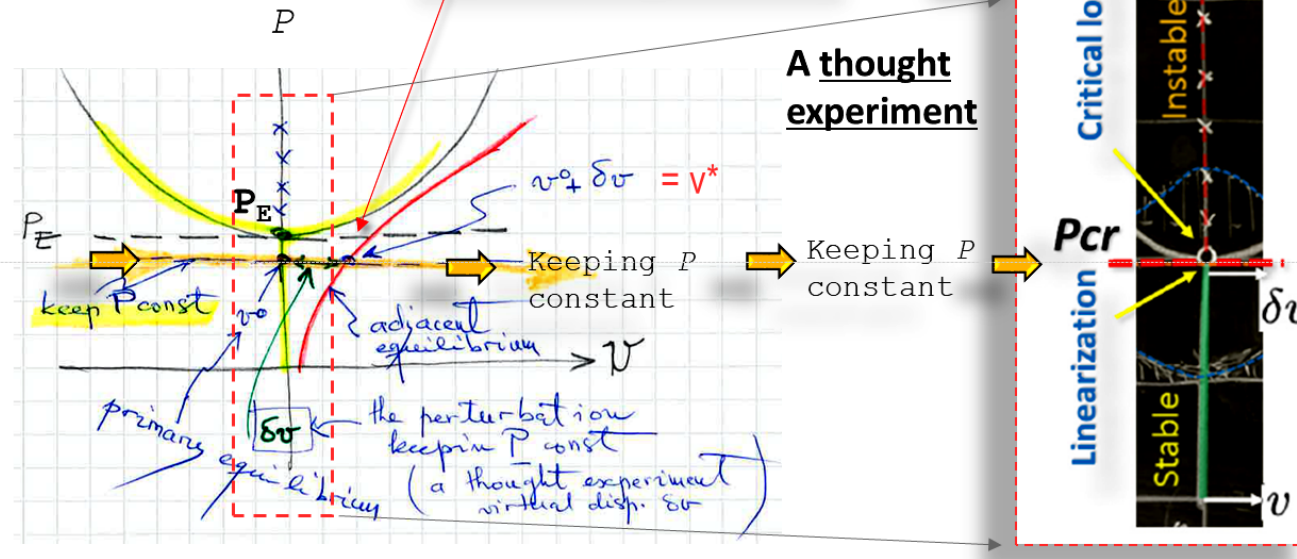 P
A thought
experiment
v° + δv = v*
P_E
P_E
Keeping P
constant
Keeping P
constant
keep P const
v°
adjacent
equilibrium
v
primary equilibrium
δv
the perturbation
keepin P const
(a thought experiment
virtual disp. δv)
Critical lo
Instable
Pcr
δv
Linearization
Stable
v